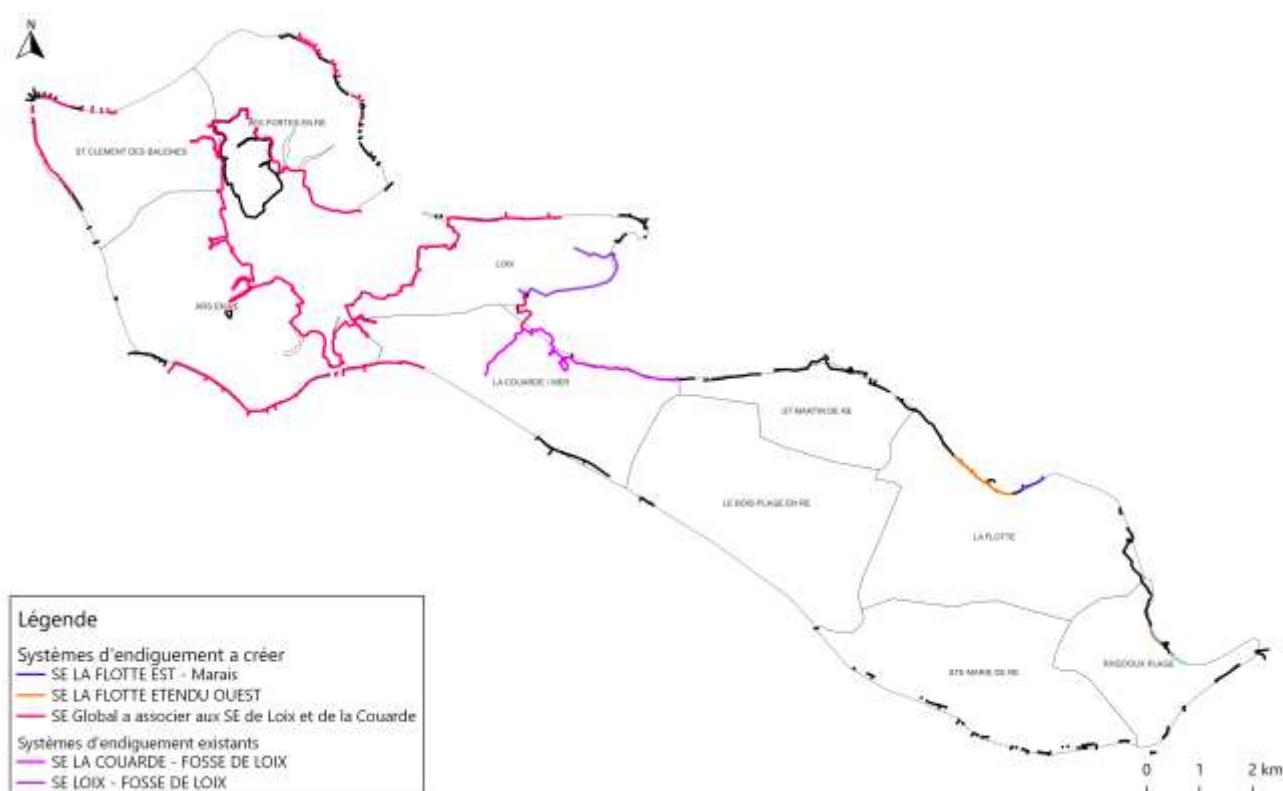 N
LES PORTES EN RE
ST CLEMENT DES BALEINES
LOIX
ARS EN RE
LA COUARDE / MER
ST MARTIN DE RE
LE BOIS PLAGE EN RE
LA FLOTTE
STE MARIE DE RE
RIVEDOUX PLAGE
Légende
Systèmes d'endiguement a créer
SE LA FLOTTE EST - Marais
SE LA FLOTTE ETENDU OUEST
SE Global a associer aux SE de Loix et de la Couarde
Systèmes d'endiguement existants
SE LA COUARDE - FOSSE DE LOIX
SE LOIX - FOSSE DE LOIX
0 1 2 km